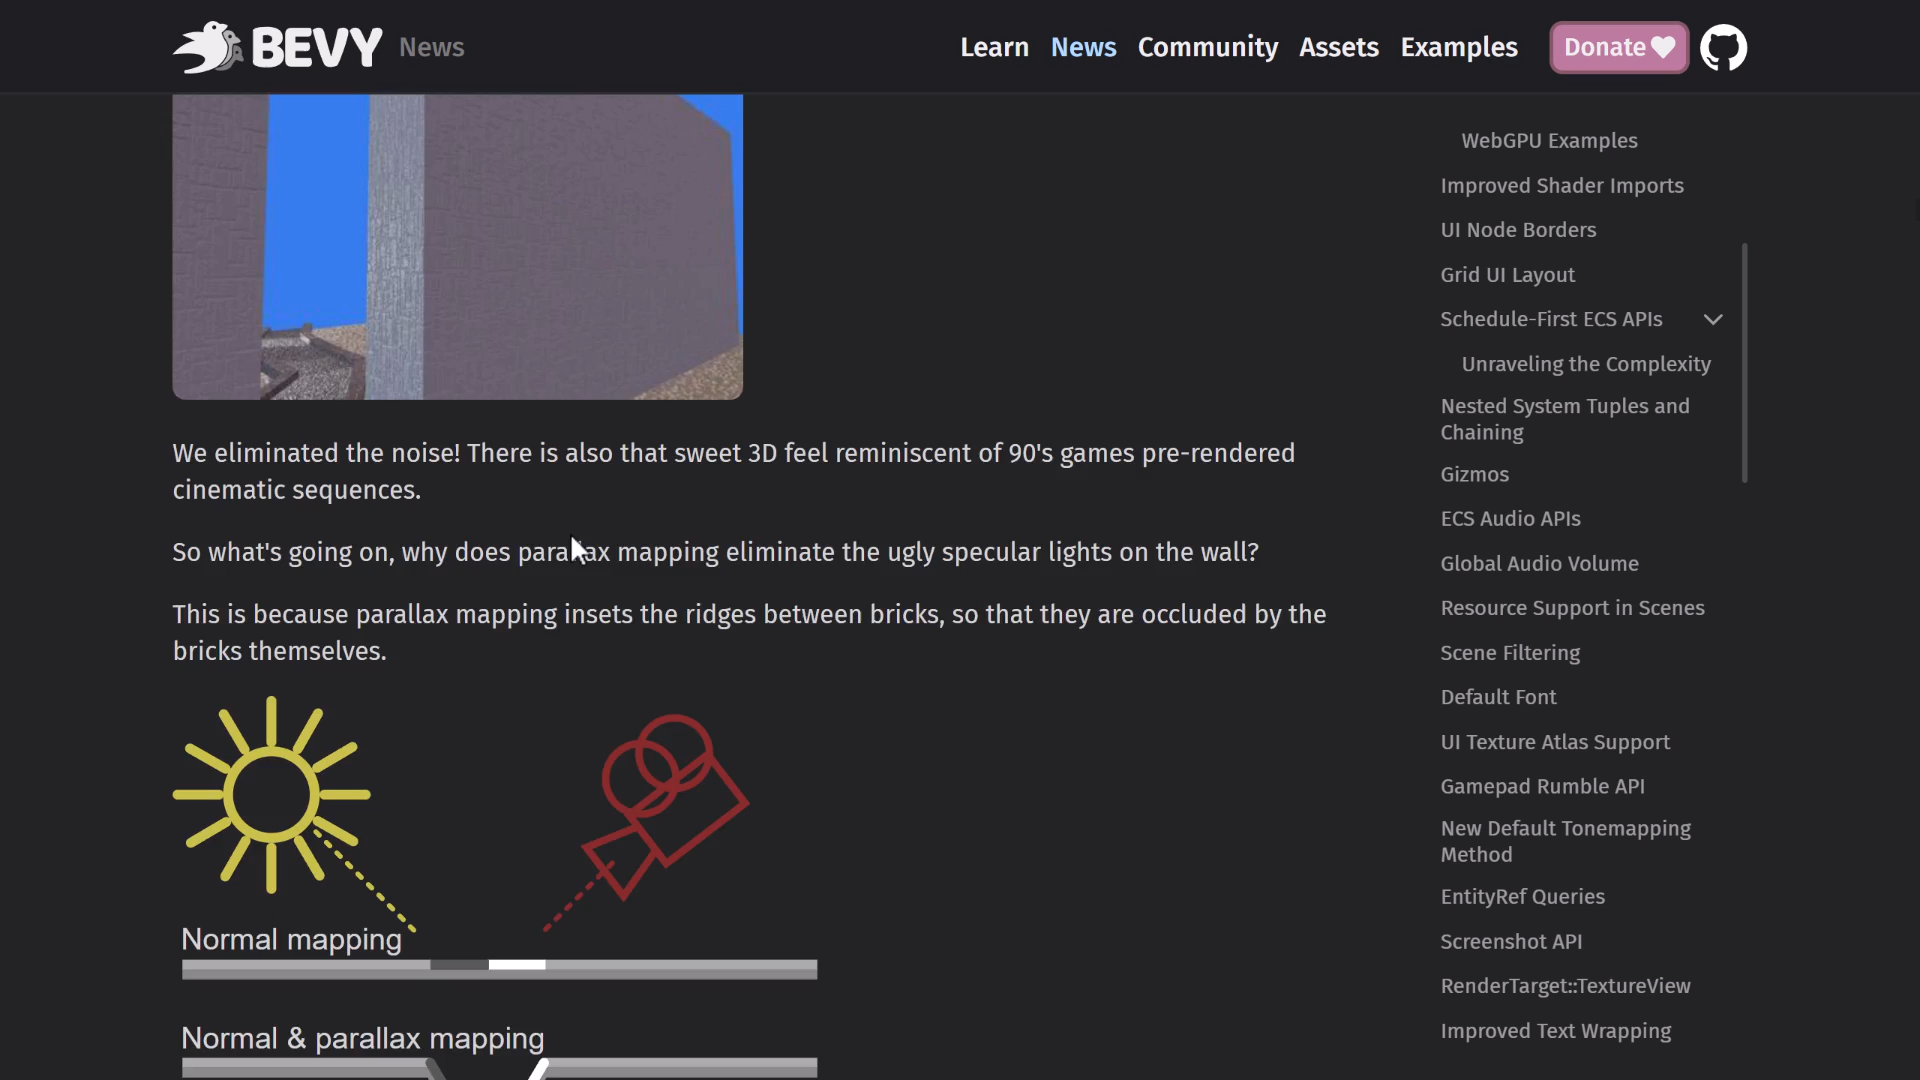 BEVY News
Learn News Community Assets Examples Donate
We eliminated the noise! There is also that sweet 3D feel reminiscent of 90's games pre-rendered
cinematic sequences.
So what's going on, why does parallax mapping eliminate the ugly specular lights on the wall?
This is because parallax mapping insets the ridges between bricks, so that they are occluded by the
bricks themselves.
Normal mapping
Normal & parallax mapping
WebGPU Examples
Improved Shader Imports
UI Node Borders
Grid UI Layout
Schedule-First ECS APIs
Unraveling the Complexity
Nested System Tuples and
Chaining
Gizmos
ECS Audio APIs
Global Audio Volume
Resource Support in Scenes
Scene Filtering
Default Font
UI Texture Atlas Support
Gamepad Rumble API
New Default Tonemapping
Method
EntityRef Queries
Screenshot API
RenderTarget::TextureView
Improved Text Wrapping